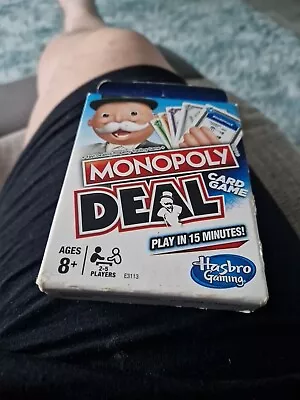 MONOPOLY
DEAL
CARD
GAME
PLAY IN 15 MINUTES!
AGES
8+
2-5
PLAYERS
E3113
Hasbro
Gaming